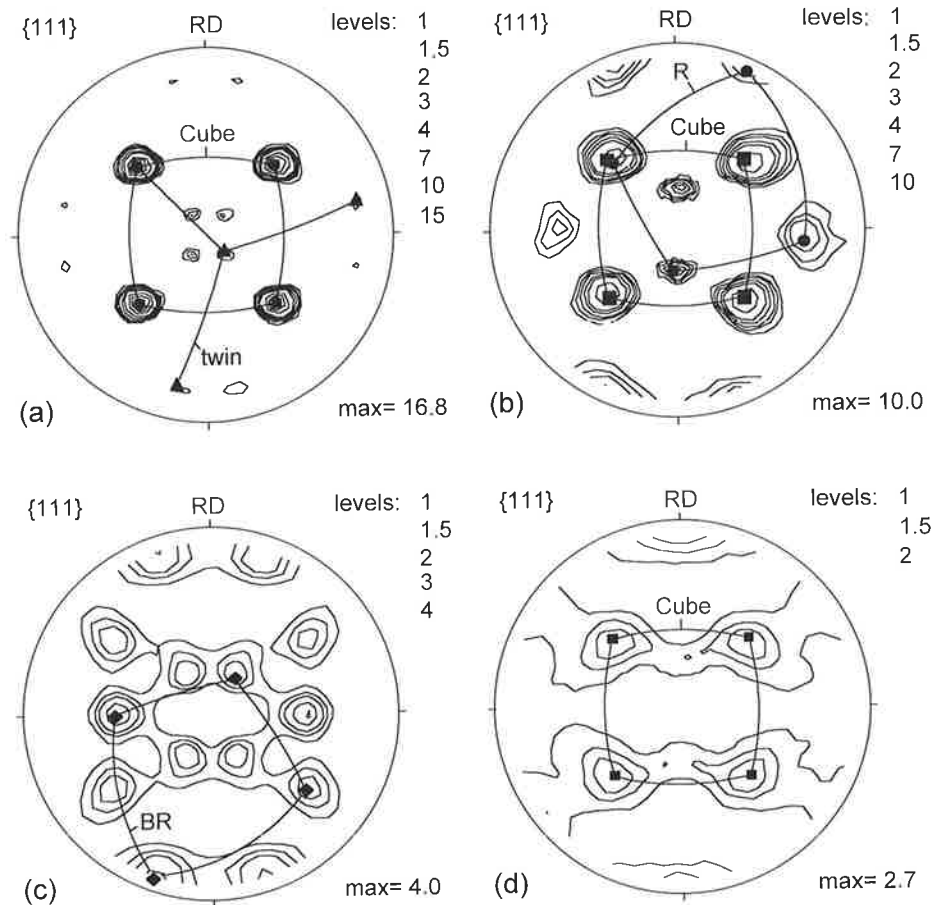 {111}
RD
levels: 1
1.5
2
3
4
7
10
15
Cube
twin
(a)
max= 16.8
{111}
RD
levels: 1
1.5
2
3
4
7
10
R
Cube
(b)
max= 10.0
{111}
RD
levels: 1
1.5
2
3
4
BR
(c)
max= 4.0
{111}
RD
levels: 1
1.5
2
Cube
(d)
max= 2.7